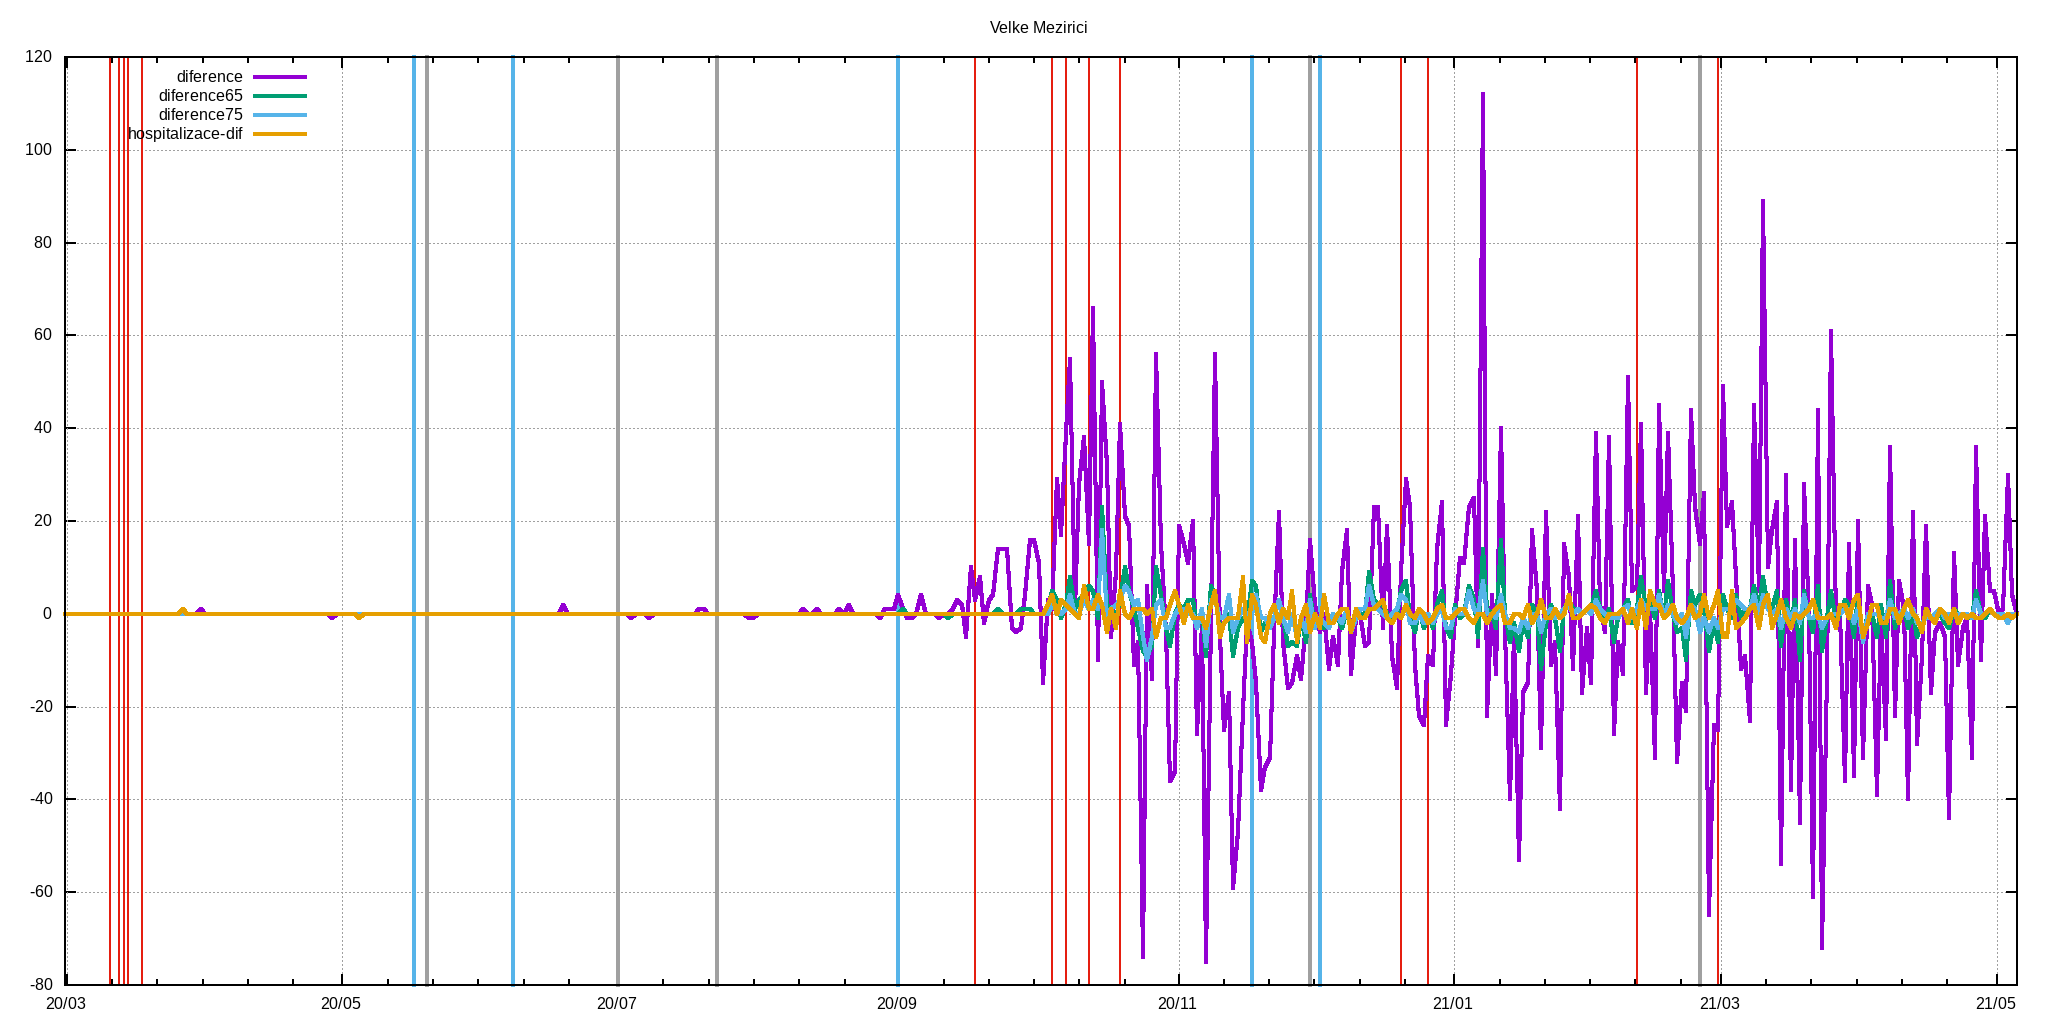 Velke Mezirici
120
100
80
60
40
20
0
-20
-40
-60
-80
diference
diference65
diference75
hospitalizace-dif
20/03 20/05 20/07 20/09 20/11 21/01 21/03 21/05